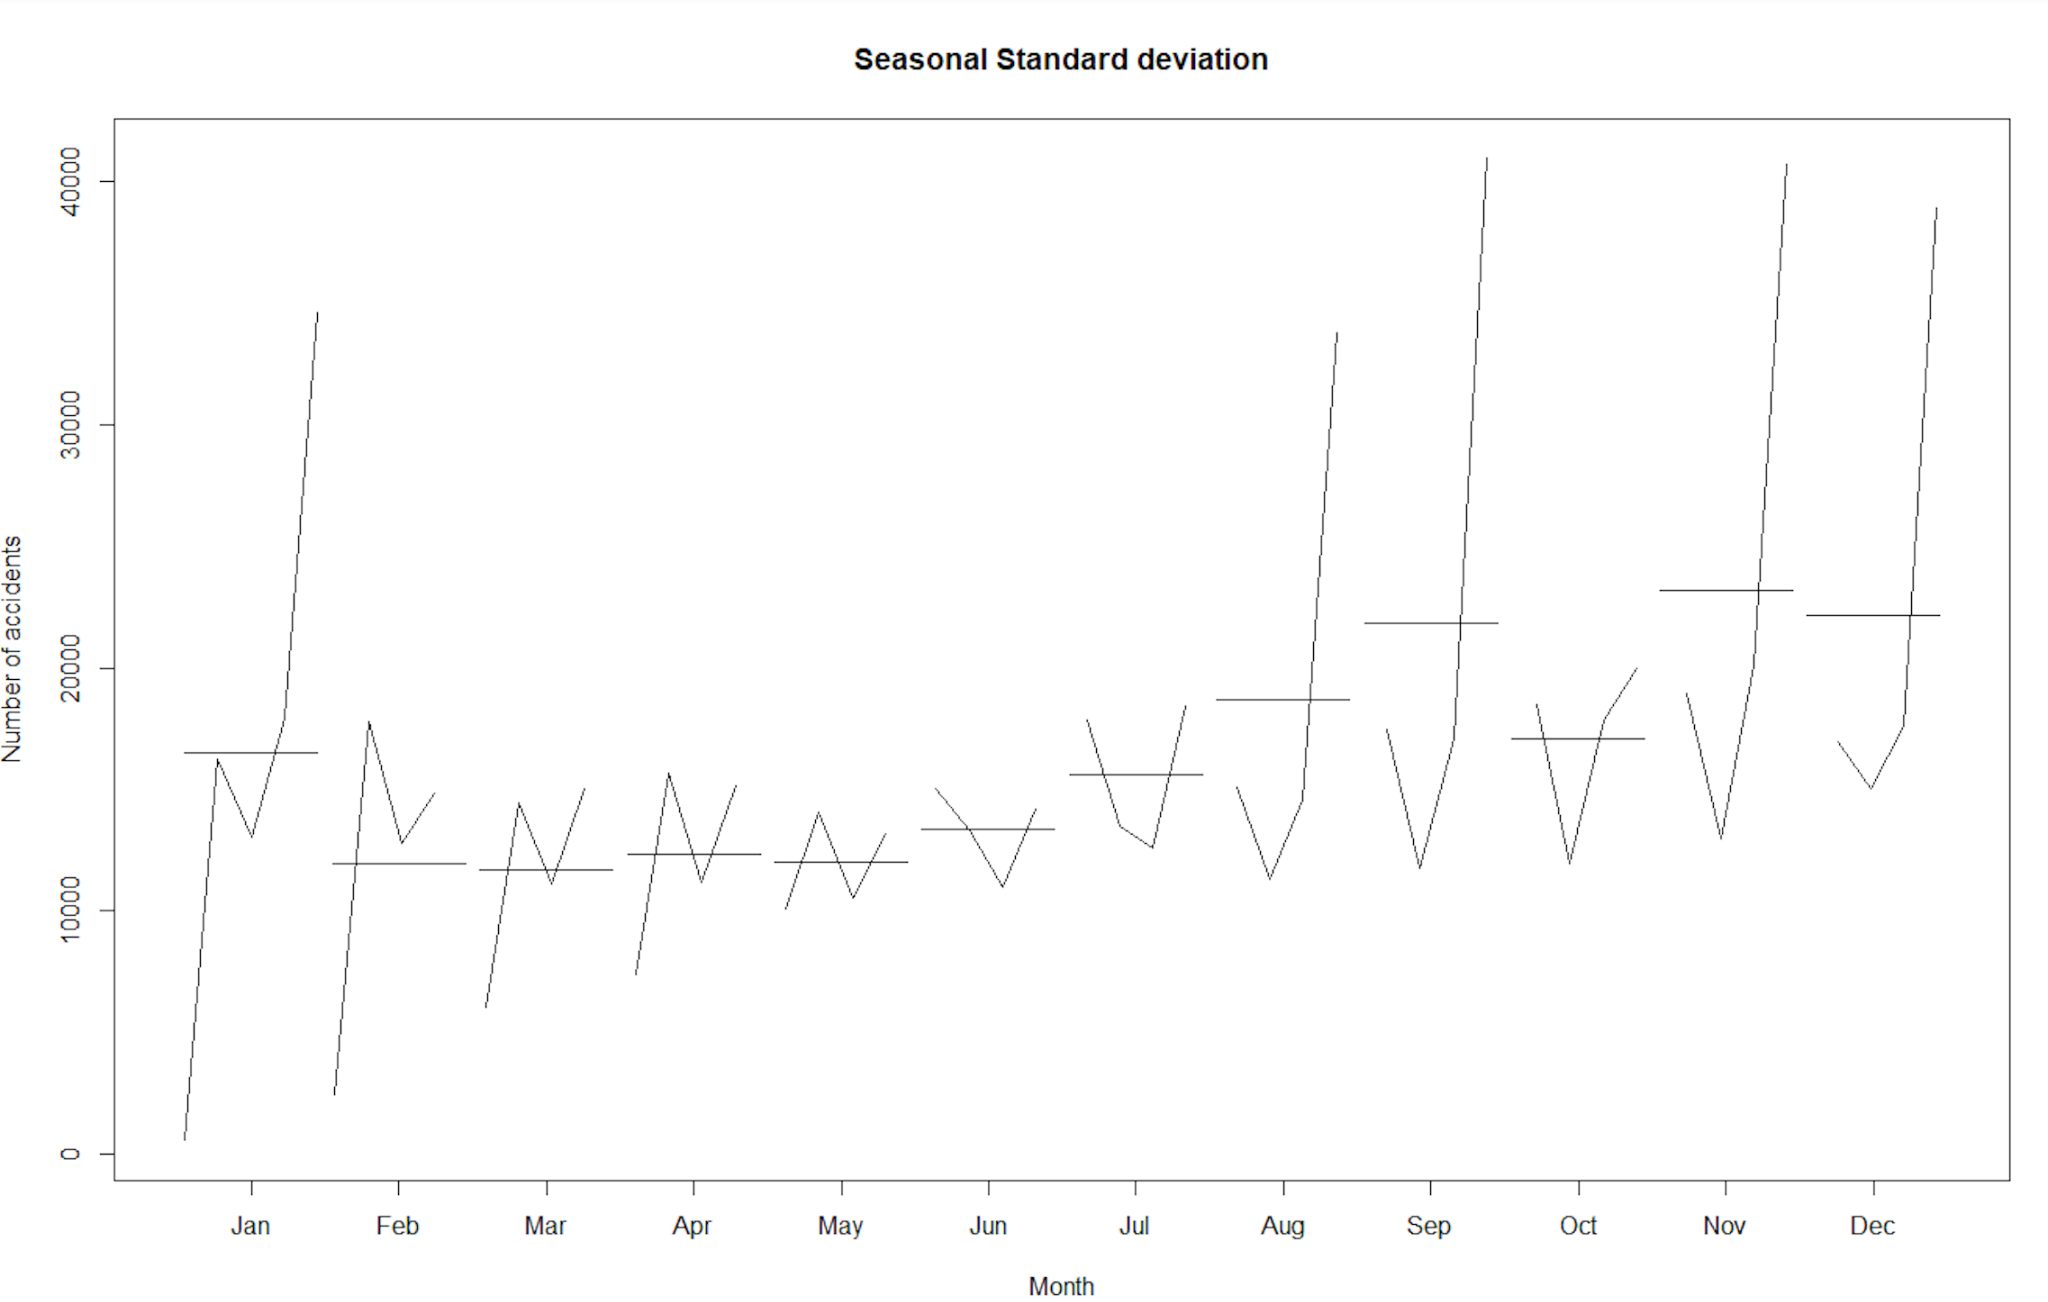 Seasonal Standard deviation
Number of accidents
40000
30000
20000
10000
0
Jan Feb Mar Apr May Jun Jul Aug Sep Oct Nov Dec
Month